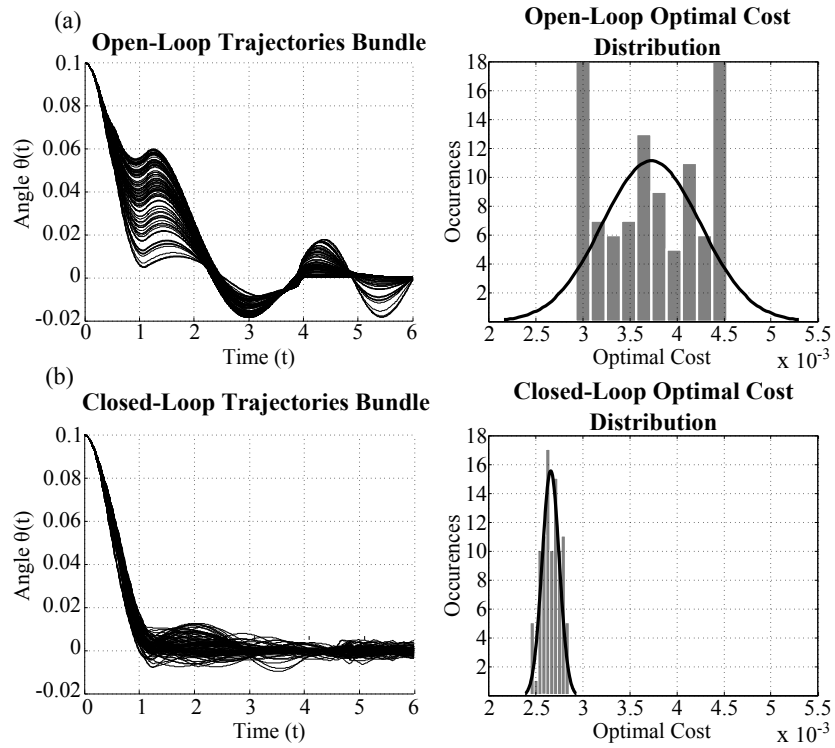 (a)
Open-Loop Trajectories Bundle
0.1
0.08
0.06
0.04
0.02
0
-0.02
Angle θ(t)
0 1 2 3 4 5 6
Time (t)
Open-Loop Optimal Cost
Distribution
18
16
14
12
10
8
6
4
2
Occurences
2 2.5 3 3.5 4 4.5 5 5.5
Optimal Cost
x 10⁻³
(b)
Closed-Loop Trajectories Bundle
0.1
0.08
0.06
0.04
0.02
0
-0.02
Angle θ(t)
0 1 2 3 4 5 6
Time (t)
Closed-Loop Optimal Cost
Distribution
18
16
14
12
10
8
6
4
2
Occurences
2 2.5 3 3.5 4 4.5 5 5.5
Optimal Cost
x 10⁻³